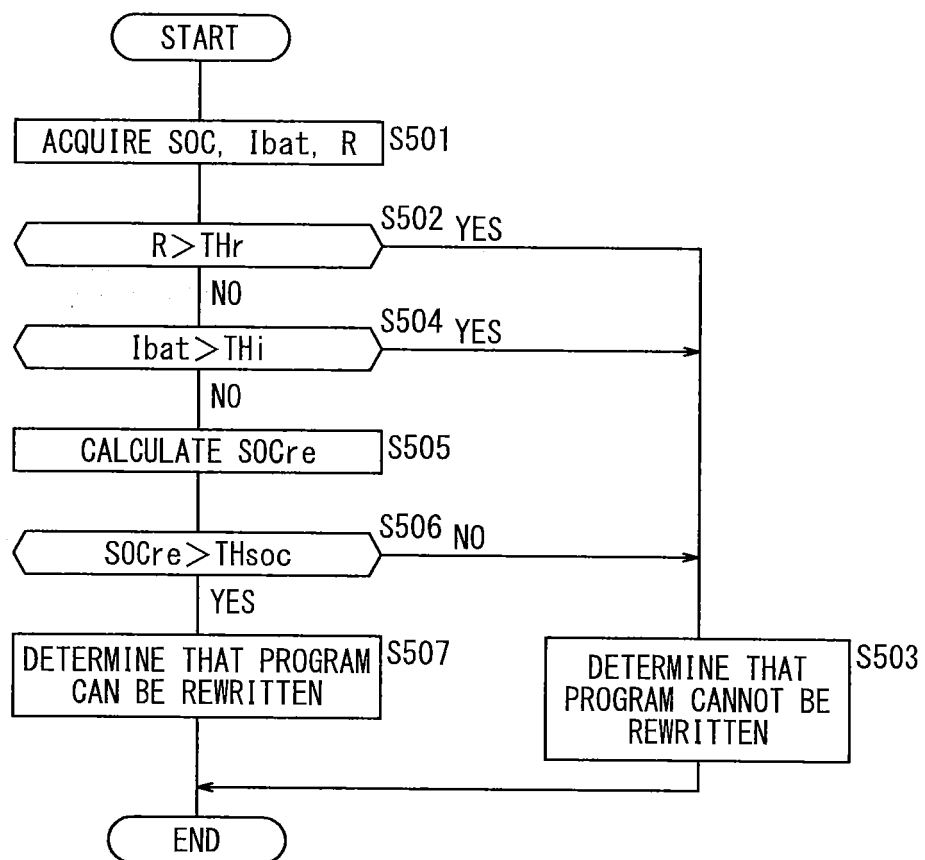 START
ACQUIRE SOC, Ibat, R
S501
R>THr
S502
YES
NO
Ibat>THi
S504
YES
NO
CALCULATE SOCre
S505
SOCre>THsoc
S506
NO
YES
DETERMINE THAT PROGRAM
CAN BE REWRITTEN
S507
DETERMINE THAT
PROGRAM CANNOT BE
REWRITTEN
S503
END